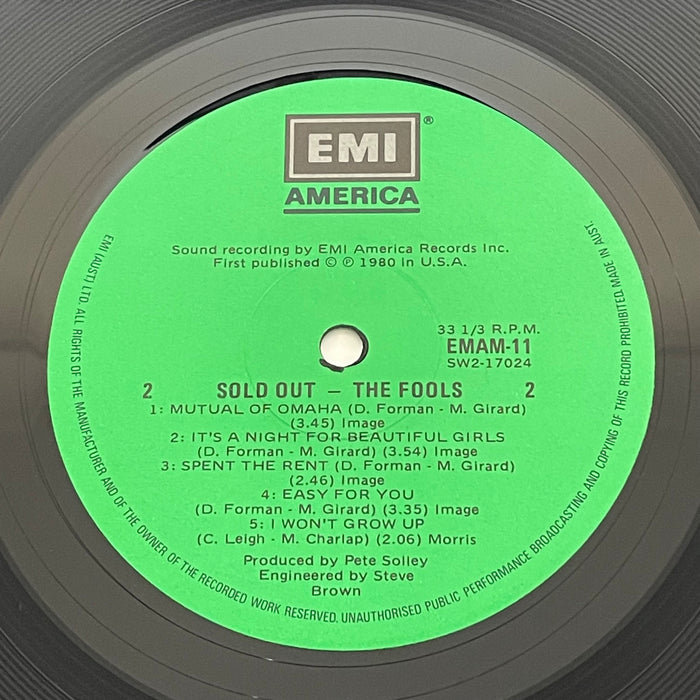 EMI®
AMERICA
Sound recording by EMI America Records Inc.
First published © ℗ 1980 in U.S.A.
33 1/3 R.P.M.
EMAM-11
SW2-17024
2 SOLD OUT – THE FOOLS 2
1: MUTUAL OF OMAHA (D. Forman - M. Girard)
(3.45) Image
2: IT'S A NIGHT FOR BEAUTIFUL GIRLS
(D. Forman - M. Girard) (3.54) Image
3: SPENT THE RENT (D. Forman - M. Girard)
(2.46) Image
4: EASY FOR YOU
(D. Forman - M. Girard) (3.35) Image
5: I WON'T GROW UP
(C. Leigh - M. Charlap) (2.06) Morris
Produced by Pete Solley
Engineered by Steve
Brown
EMI (AUST) LTD. ALL RIGHTS OF THE MANUFACTURER AND OF THE OWNER OF THE RECORDED WORK RESERVED. UNAUTHORISED PUBLIC PERFORMANCE BROADCASTING AND COPYING OF THIS RECORD PROHIBITED. MADE IN AUST.